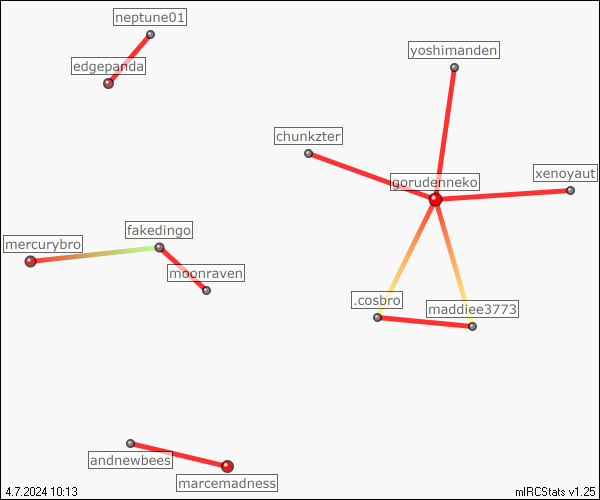 neptune01
yoshimanden
edgepanda
chunkzter
xenoyaut
gorudenneko
fakedingo
mercurybro
moonraven
.cosbro
maddiee3773
andnewbees
marcemadness
4.7.2024 10:13
mIRCStats v1.25